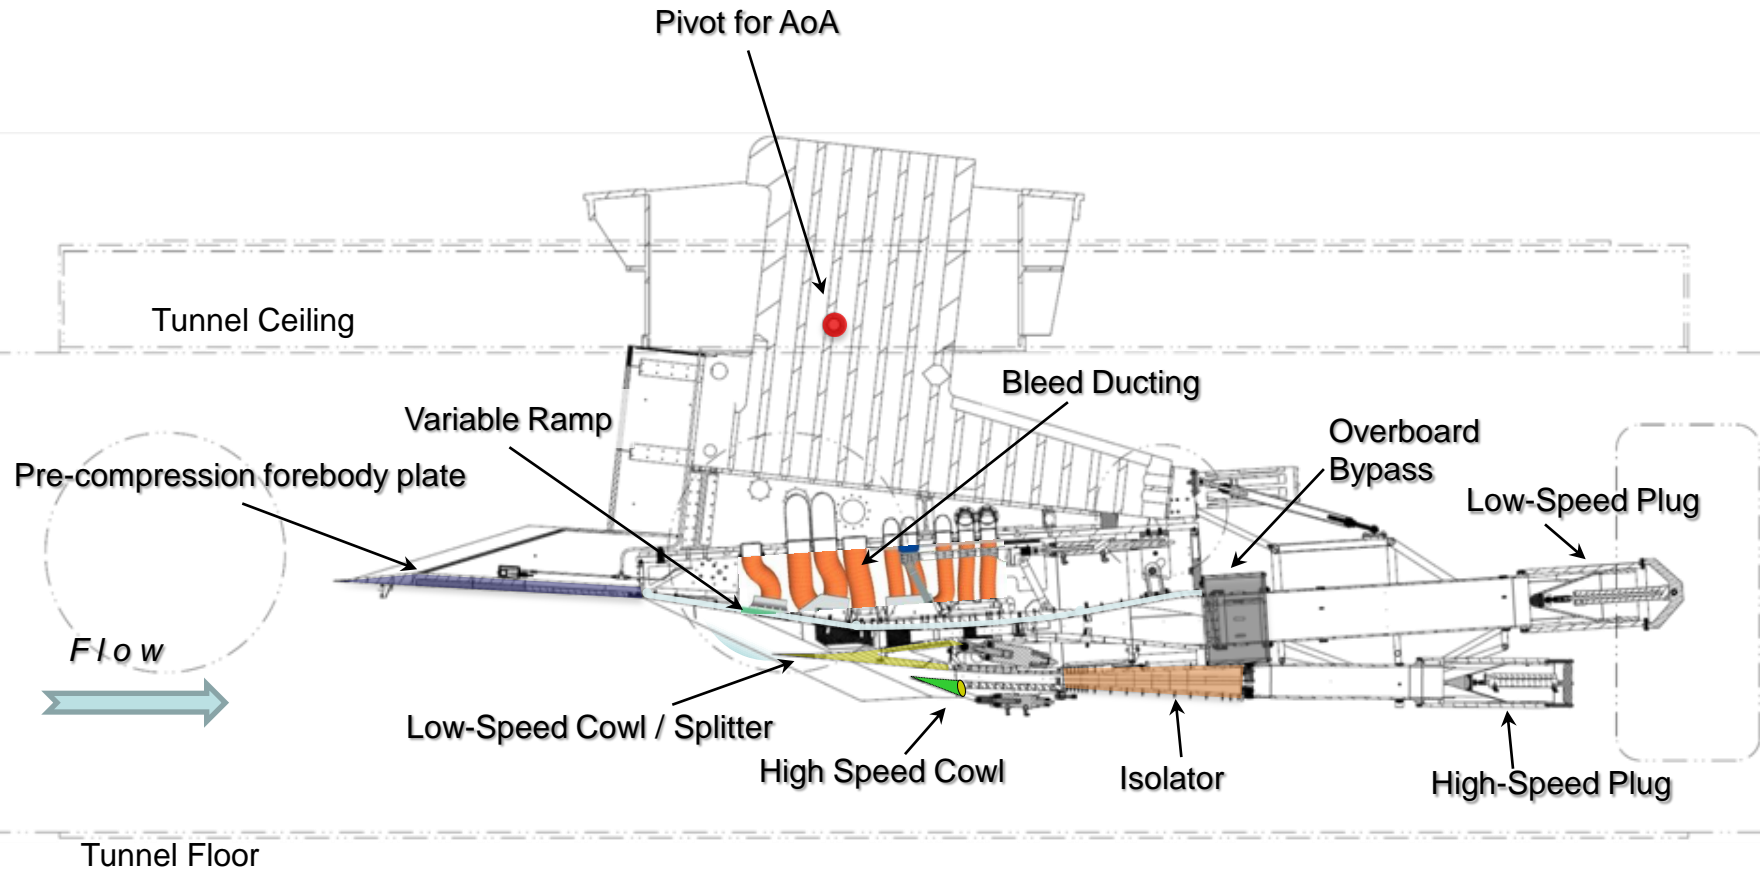 Pivot for AoA
Tunnel Ceiling
Bleed Ducting
Variable Ramp
Overboard
Bypass
Pre-compression forebody plate
Low-Speed Plug
Flow
Low-Speed Cowl / Splitter
High Speed Cowl
Isolator
High-Speed Plug
Tunnel Floor